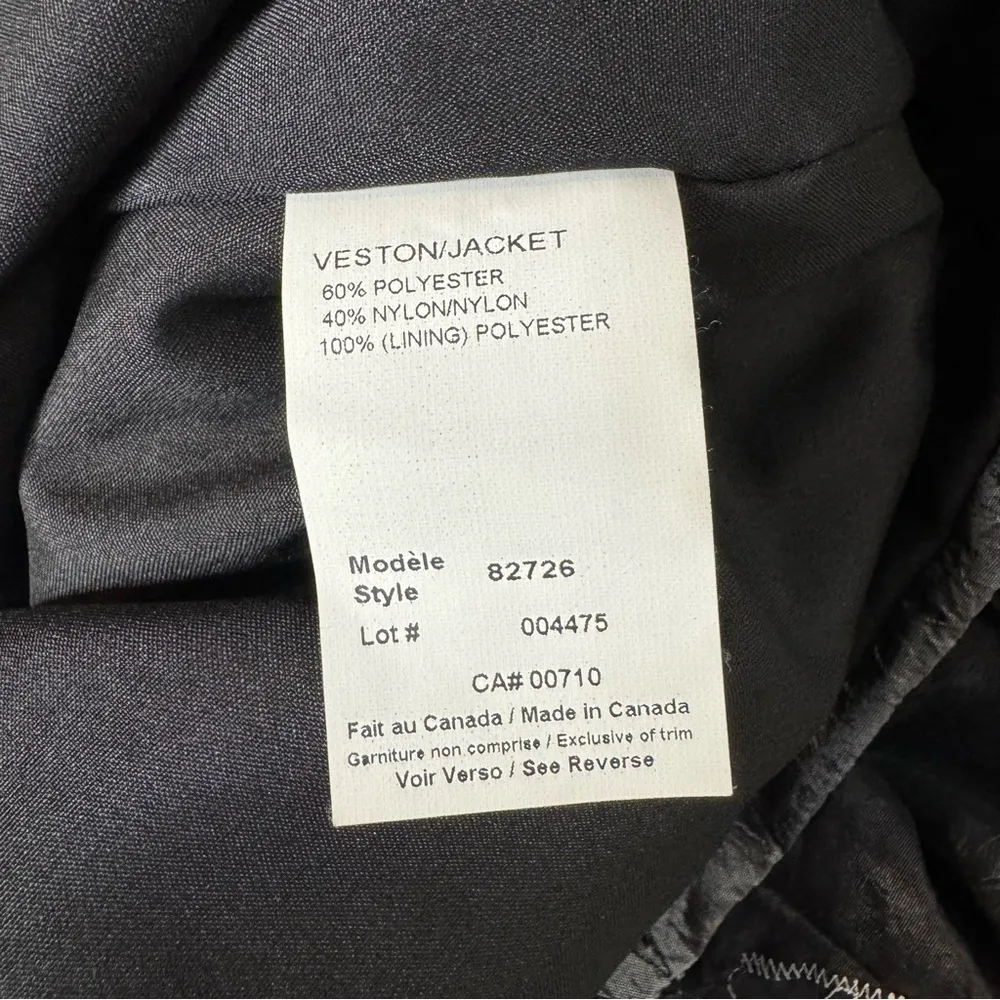 VESTON/JACKET
60% POLYESTER
40% NYLON/NYLON
100% (LINING) POLYESTER
Modèle
Style 82726
Lot # 004475
CA# 00710
Fait au Canada / Made in Canada
Garniture non comprise / Exclusive of trim
Voir Verso / See Reverse